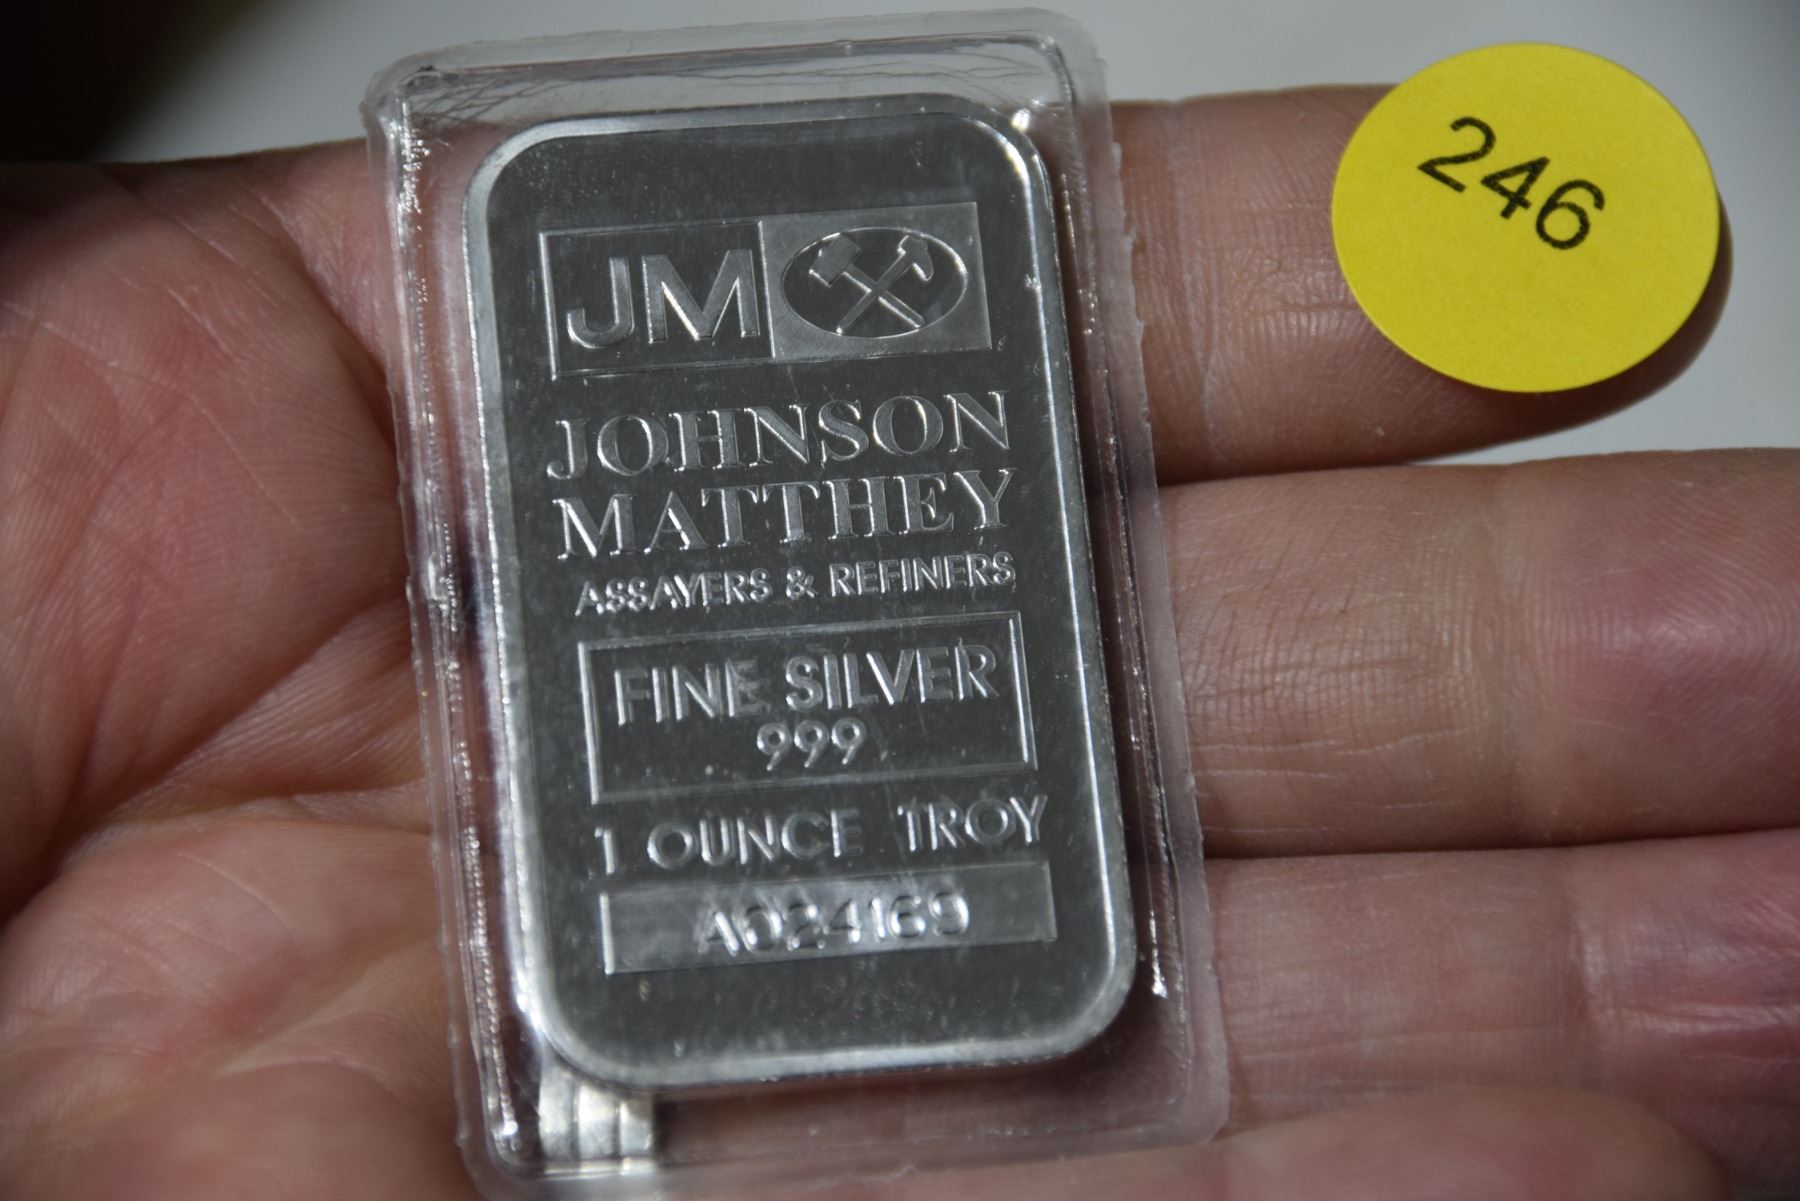 246
JM
JOHNSON
MATTHEY
ASSAYERS & REFINERS
FINE SILVER
999
1 OUNCE TROY
A024169